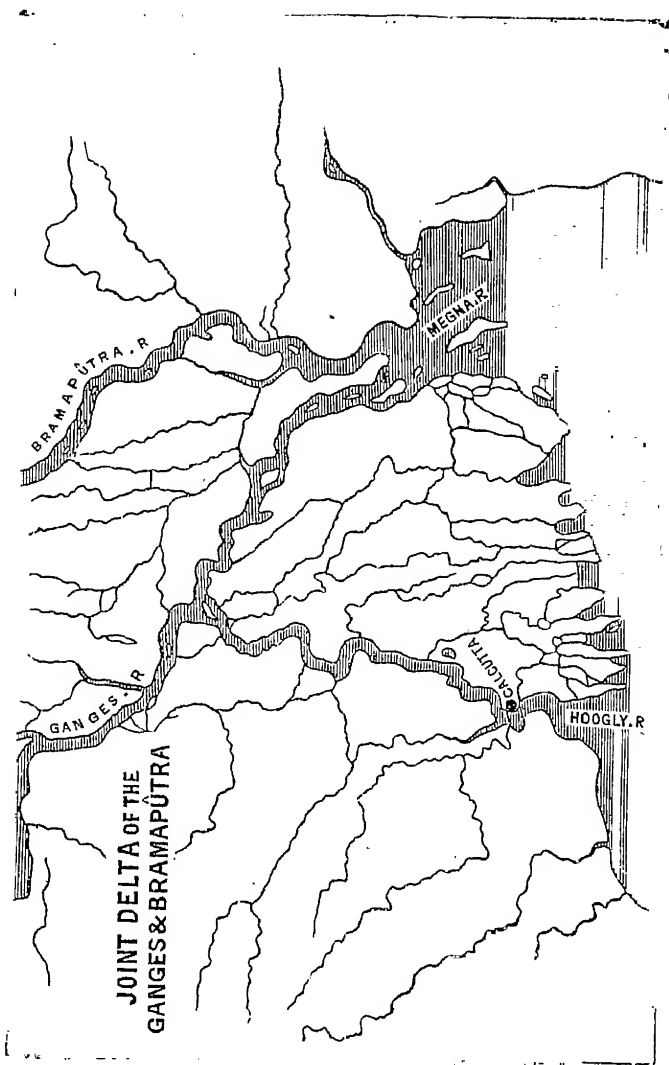 JOINT DELTA OF THE
GANGES & BRAMAPÛTRA
GANGES. R
BRAMAPÛTRA. R
MEGNA. R
CALCUTTA
HOOGLY. R